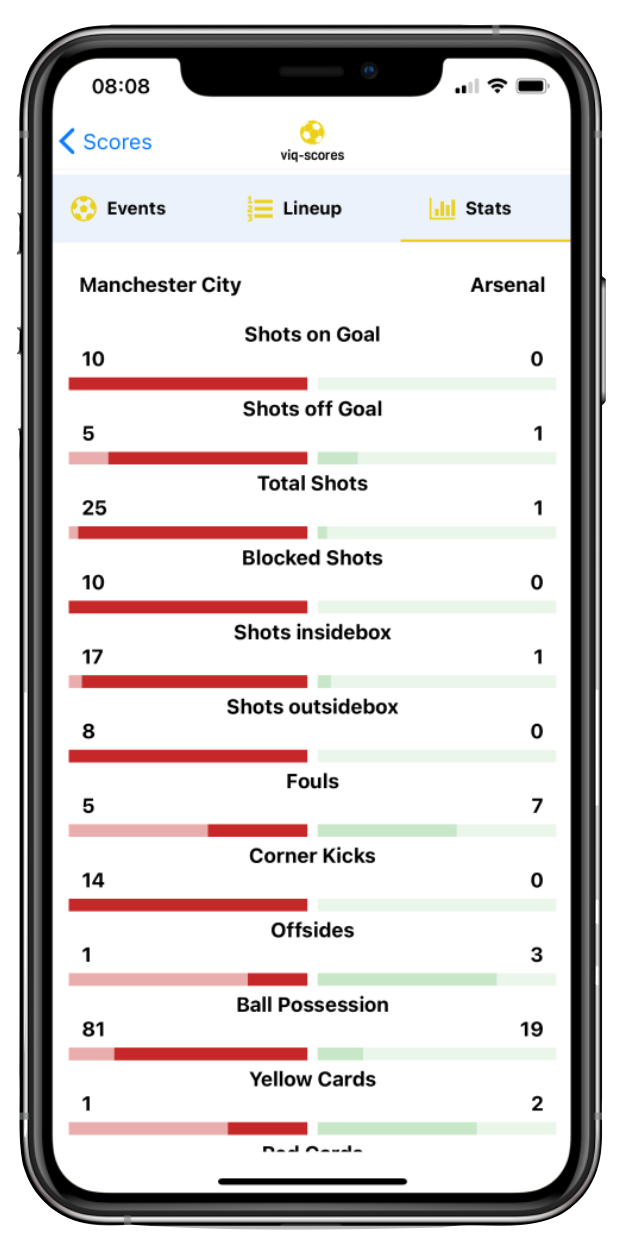 08:08
Scores
viq-scores
Events Lineup Stats
Manchester City Arsenal
Shots on Goal
10 0
Shots off Goal
5 1
Total Shots
25 1
Blocked Shots
10 0
Shots insidebox
17 1
Shots outsidebox
8 0
Fouls
5 7
Corner Kicks
14 0
Offsides
1 3
Ball Possession
81 19
Yellow Cards
1 2
Red Cards